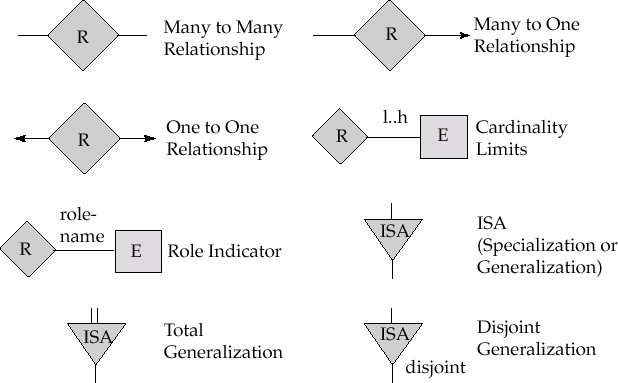 R
Many to Many
Relationship
R
Many to One
Relationship
R
One to One
Relationship
R
l..h
E
Cardinality
Limits
R
role-
name
E
Role Indicator
ISA
ISA
(Specialization or
Generalization)
ISA
Total
Generalization
ISA
disjoint
Disjoint
Generalization